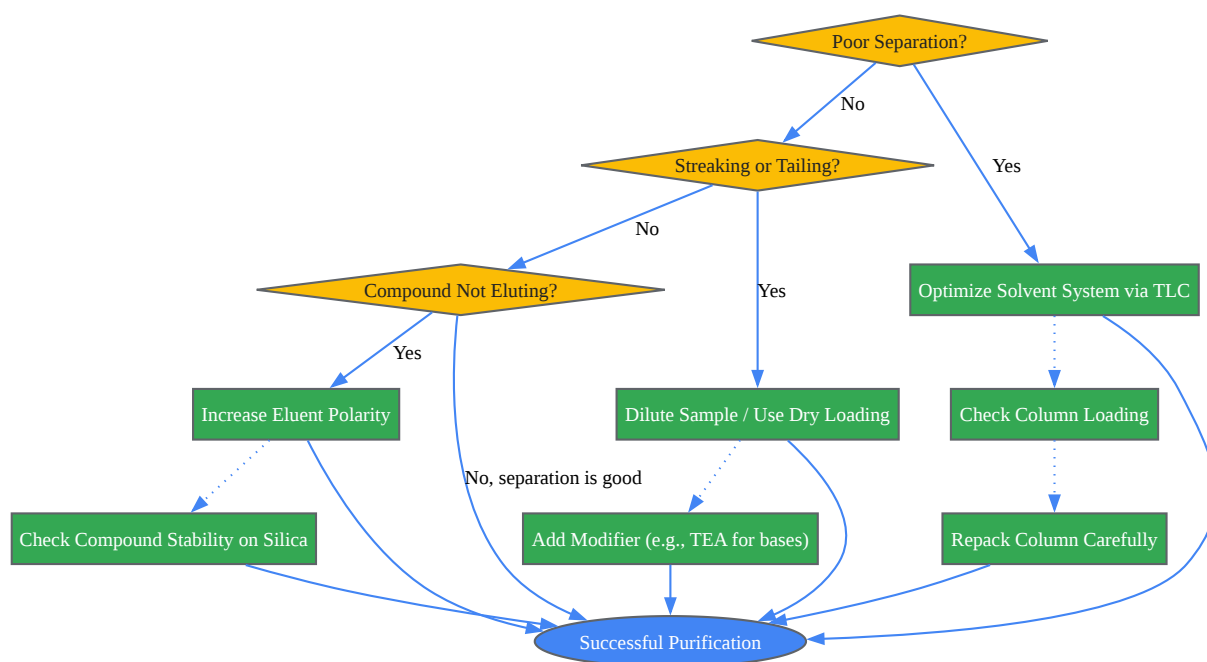 Poor Separation?
No
Streaking or Tailing?
Yes
No
Compound Not Eluting?
Yes
Optimize Solvent System via TLC
Yes
Increase Eluent Polarity
Dilute Sample / Use Dry Loading
Check Column Loading
No, separation is good
Check Compound Stability on Silica
Add Modifier (e.g., TEA for bases)
Repack Column Carefully
Successful Purification